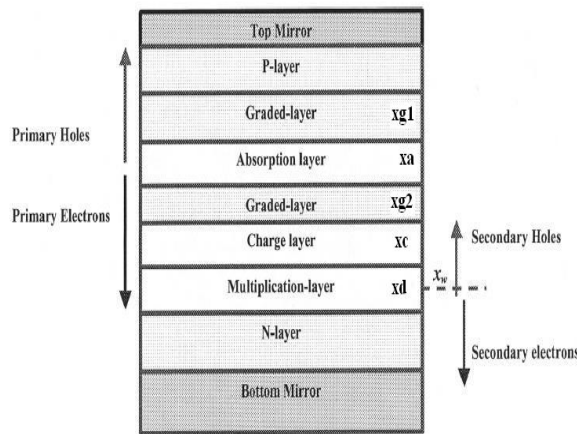 Top Mirror
P-layer
Graded-layer xg1
Primary Holes
Absorption layer xa
Graded-layer xg2
Primary Electrons
Charge layer xc
Secondary Holes
Multiplication-layer xd
xw
N-layer
Secondary electrons
Bottom Mirror